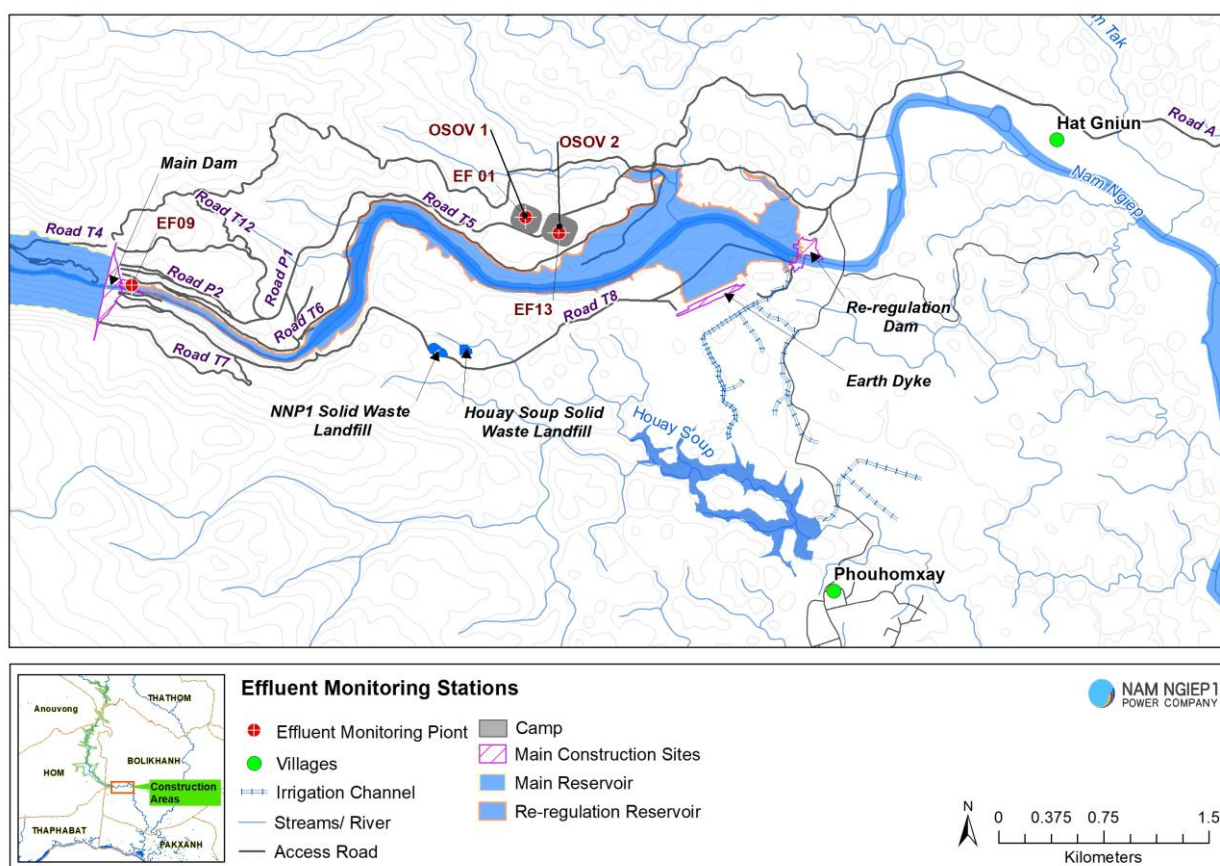 m Tak
Road A
Hat Gniun
OSOV 1
OSOV 2
Main Dam
EF 01
Road T5
Road T12
Nam Ngiep
Road T4
EF09
Road P1
Road P2
Road T6
EF13
Road T8
Re-regulation
Dam
Road T7
Earth Dyke
NNP1 Solid Waste
Landfill
Houay Soup Solid
Waste Landfill
Houay Soup
Phouhomxay
Anouvong
THATHOM
BOLIKHANH
HOM
Construction
Areas
THAPHABAT
PAKXANH
Effluent Monitoring Stations
Effluent Monitoring Piont
Villages
Irrigation Channel
Streams/ River
Access Road
Camp
Main Construction Sites
Main Reservoir
Re-regulation Reservoir
NAM NGIEP1
POWER COMPANY
N
0 0.375 0.75 1.5
Kilometers